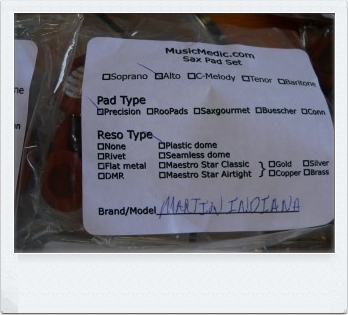 MusicMedic.com
Sax Pad Set
☐Soprano ☑Alto ☐C-Melody ☐Tenor ☐Baritone
Pad Type
☑Precision ☐RooPads ☐Saxgourmet ☐Buescher ☐Conn
Reso Type
☐None ☑Plastic dome
☐Rivet ☐Seamless dome
☐Flat metal ☐Maestro Star Classic } ☐Gold ☐Silver
☐DMR ☐Maestro Star Airtight ☐Copper ☐Brass
Brand/Model MARTIN INDIANA